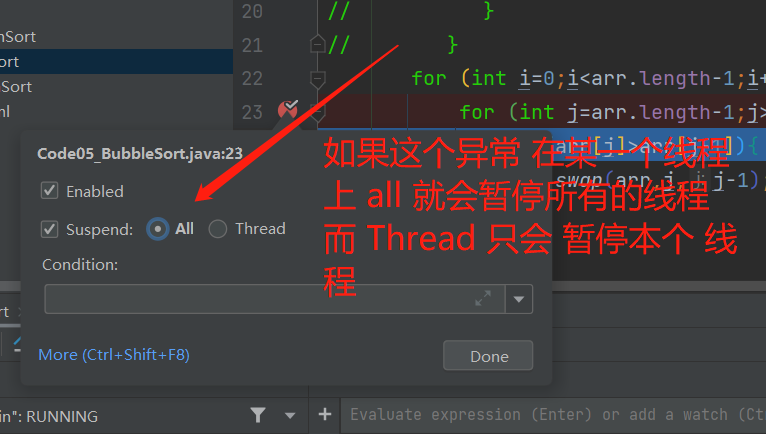 20 // }
nSort
21 // }
ort
22 for (int i=0;i<arr.length-1;i+
nSort
23 for (int j=arr.length-1;j>
ml
Code05_BubbleSort.java:23
arr[j]>arr[j-1]){
如果这个异常 在某一个线程
Enabled
swap(arr,j, j-1);
上 all 就会暂停所有的线程
Suspend: All Thread
而 Thread 只会 暂停本个 线
Condition:
程
rt
More (Ctrl+Shift+F8)
Done
in": RUNNING
Evaluate expression (Enter) or add a watch (Ct